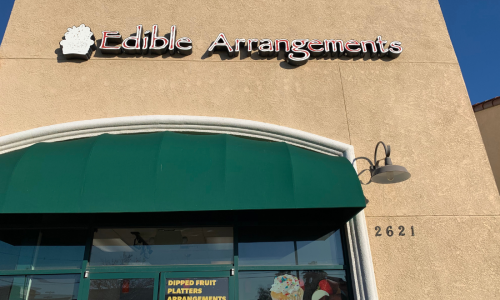 Edible Arrangements
2621
DIPPED FRUIT
PLATTERS
ARRANGEMENTS